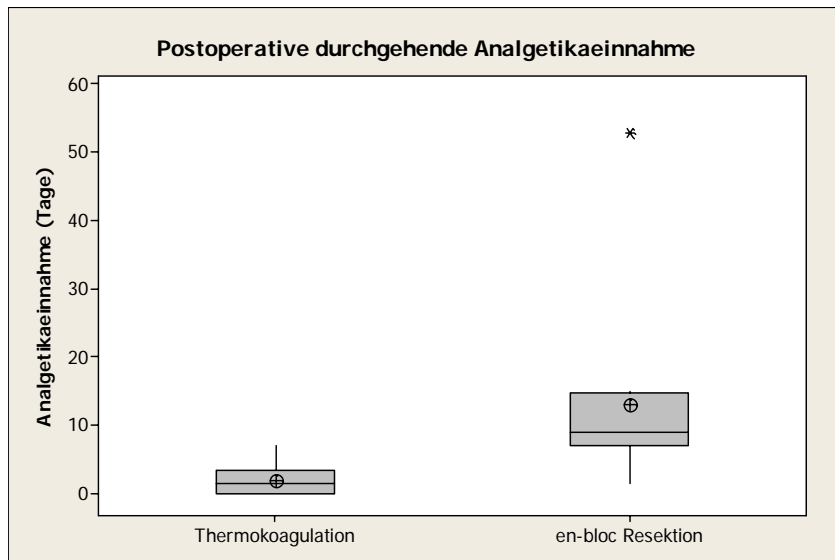 Postoperative durchgehende Analgetikaeinnahme
Analgetikaeinnahme (Tage)
60
50
40
30
20
10
0
Thermokoagulation
en-bloc Resektion